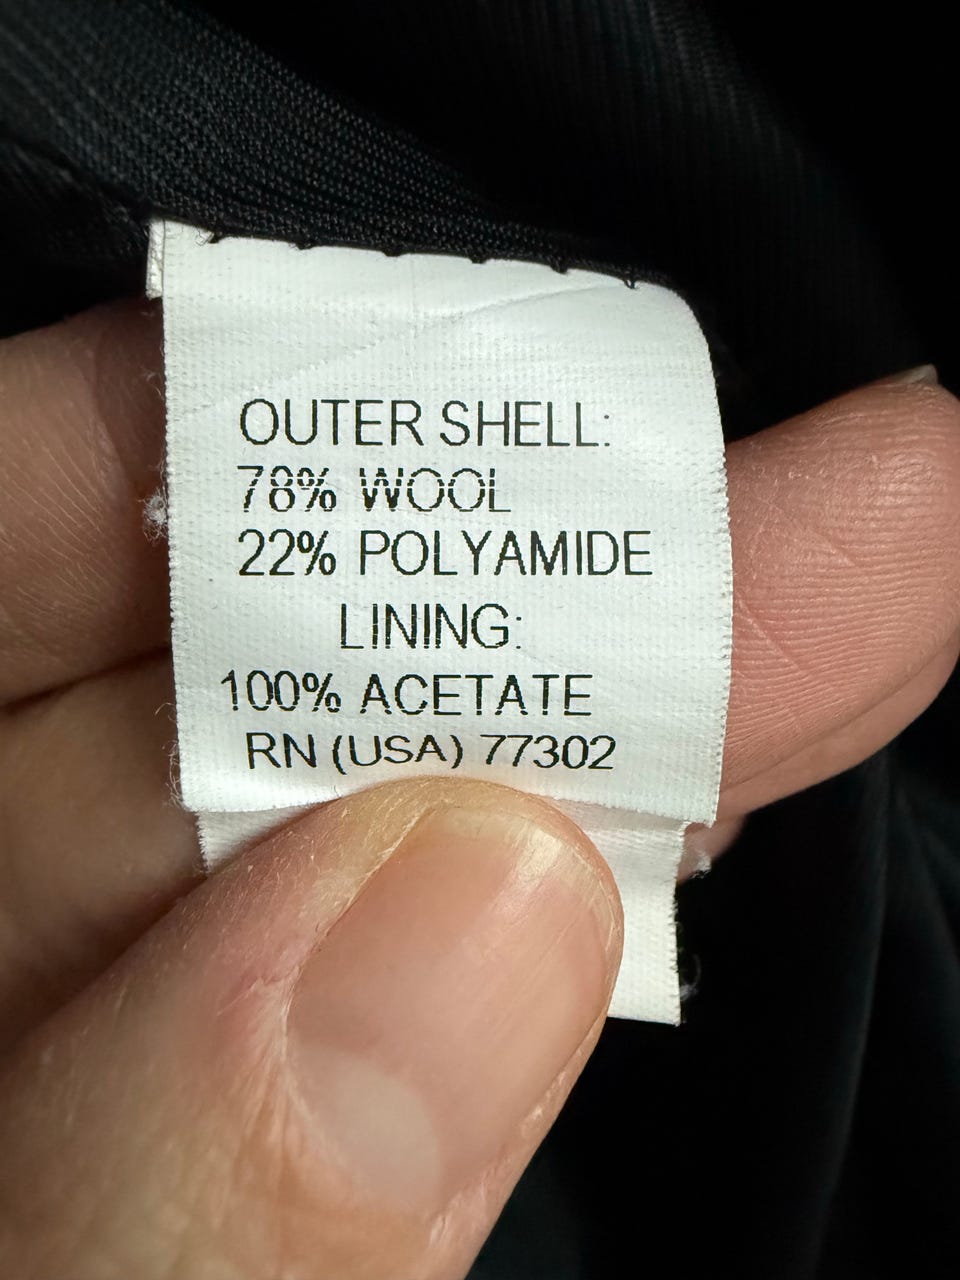 OUTER SHELL:
78% WOOL
22% POLYAMIDE
LINING:
100% ACETATE
RN (USA) 77302